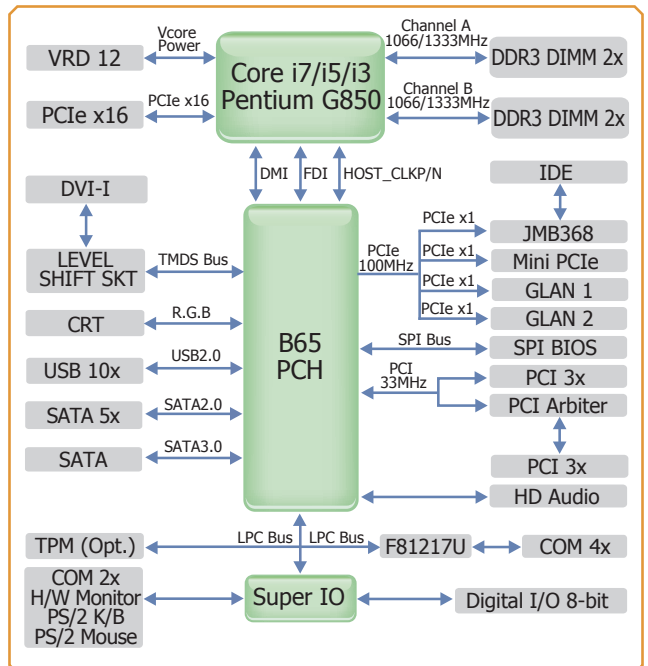 VRD 12
Vcore
Power
Core i7/i5/i3
Pentium G850
Channel A
1066/1333MHz
DDR3 DIMM 2x
PCIe x16
PCIe x16
Channel B
1066/1333MHz
DDR3 DIMM 2x
DMI
FDI
HOST_CLKP/N
DVI-I
IDE
LEVEL
SHIFT SKT
TMDS Bus
PCIe
100MHz
PCIe x1
JMB368
PCIe x1
Mini PCIe
PCIe x1
GLAN 1
PCIe x1
GLAN 2
CRT
R.G.B
B65
PCH
SPI Bus
SPI BIOS
USB 10x
USB2.0
PCI
33MHz
PCI 3x
SATA 5x
SATA2.0
PCI Arbiter
SATA
SATA3.0
PCI 3x
HD Audio
TPM (Opt.)
LPC Bus
LPC Bus
F81217U
COM 4x
COM 2x
H/W Monitor
PS/2 K/B
PS/2 Mouse
Super IO
Digital I/O 8-bit